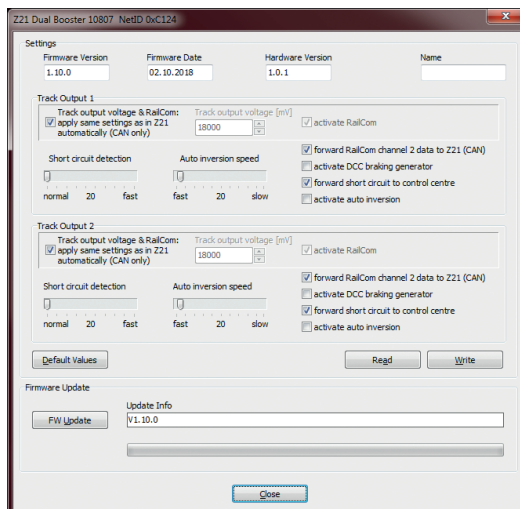 Z21 Dual Booster 10807 NetID 0xC124
Settings
Firmware Version Firmware Date Hardware Version Name
1.10.0 02.10.2018 1.0.1
Track Output 1
Track output voltage & RailCom: Track output voltage [mV]
apply same settings as in Z21 18000 activate RailCom
automatically (CAN only)
forward RailCom channel 2 data to Z21 (CAN)
Short circuit detection Auto inversion speed activate DCC braking generator
forward short circuit to control centre
normal 20 fast fast 20 slow activate auto inversion
Track Output 2
Track output voltage & RailCom: Track output voltage [mV]
apply same settings as in Z21 18000 activate RailCom
automatically (CAN only)
forward RailCom channel 2 data to Z21 (CAN)
Short circuit detection Auto inversion speed activate DCC braking generator
forward short circuit to control centre
normal 20 fast fast 20 slow activate auto inversion
Default Values Read Write
Firmware Update
Update Info
FW Update V1.10.0
Close